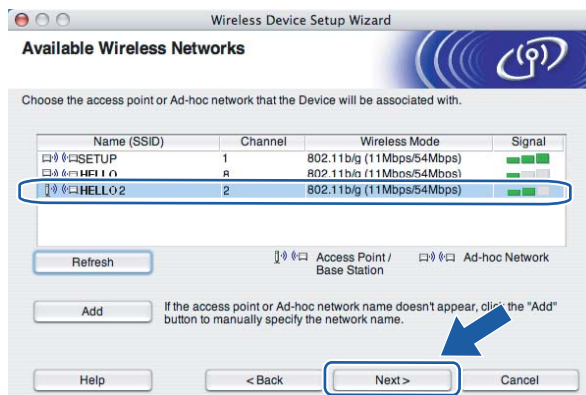 Wireless Device Setup Wizard
Available Wireless Networks
Choose the access point or Ad-hoc network that the Device will be associated with.
Name (SSID) Channel Wireless Mode Signal
SETUP 1 802.11b/g (11Mbps/54Mbps)
HELLO 8 802.11b/g (11Mbps/54Mbps)
HELLO2 2 802.11b/g (11Mbps/54Mbps)
Refresh Access Point / Ad-hoc Network
Base Station
Add If the access point or Ad-hoc network name doesn't appear, click the "Add"
button to manually specify the network name.
Help < Back Next > Cancel